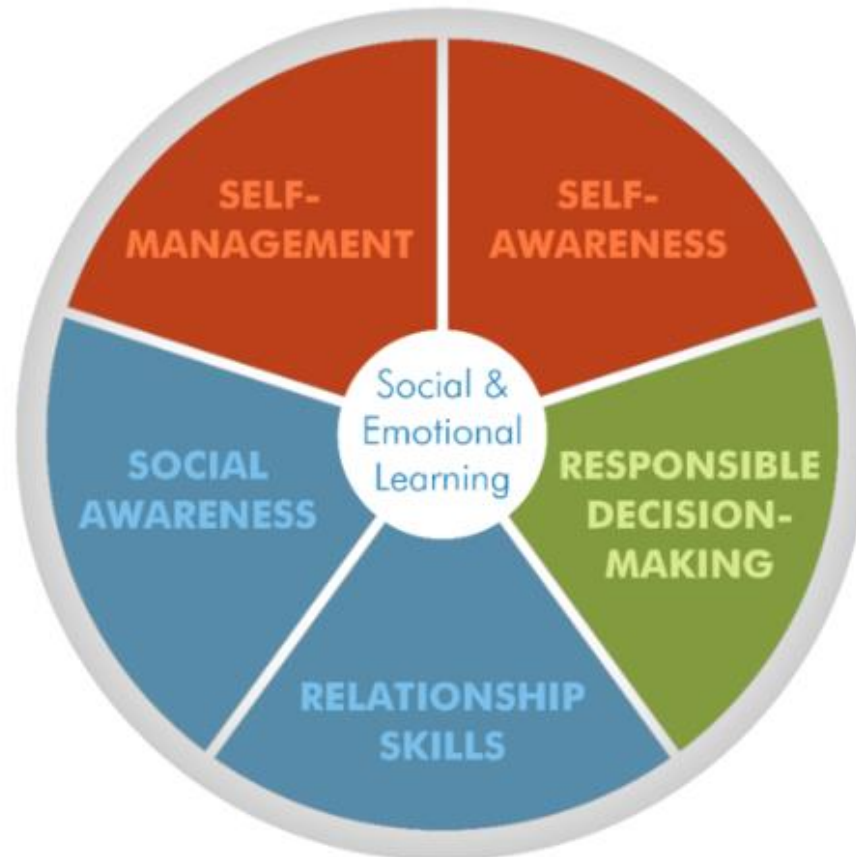 SELF-
MANAGEMENT
SELF-
AWARENESS
Social &
Emotional
Learning
SOCIAL
AWARENESS
RESPONSIBLE
DECISION-
MAKING
RELATIONSHIP
SKILLS